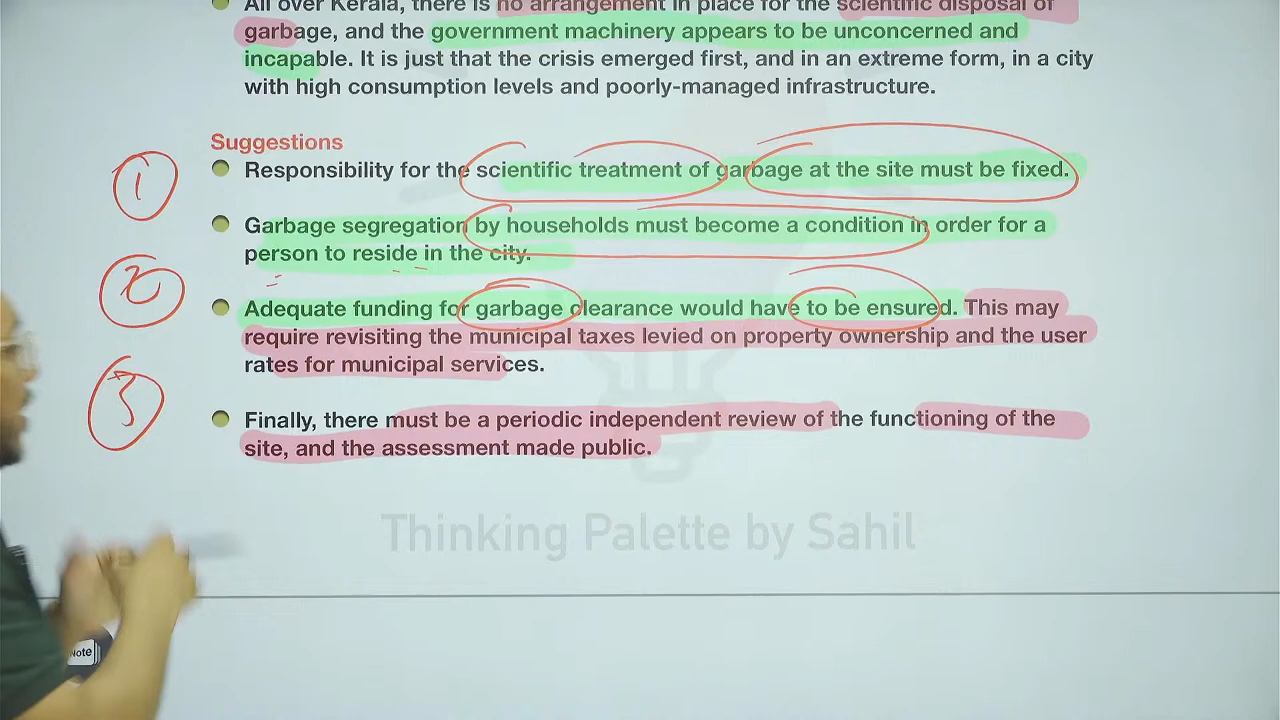 All over Kerala, there is no arrangement in place for the scientific disposal of
garbage, and the government machinery appears to be unconcerned and
incapable. It is just that the crisis emerged first, and in an extreme form, in a city
with high consumption levels and poorly-managed infrastructure.
Suggestions
1
Responsibility for the scientific treatment of garbage at the site must be fixed.
Garbage segregation by households must become a condition in order for a
person to reside in the city.
2
Adequate funding for garbage clearance would have to be ensured. This may
require revisiting the municipal taxes levied on property ownership and the user
rates for municipal services.
3
Finally, there must be a periodic independent review of the functioning of the
site, and the assessment made public.
Thinking Palette by Sahil
Note